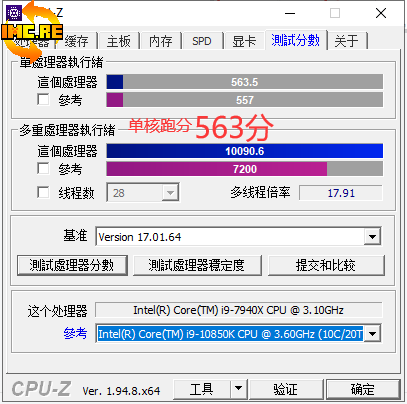 IMC.RE
CPU-Z
处理器 缓存 主板 内存 SPD 显卡 測試分數 关于
單處理器執行緒
這個處理器 563.5
參考 557
单核跑分 563分
多重處理器執行緒
這個處理器 10090.6
參考 7200
线程数 28 多线程倍率 17.91
基准 Version 17.01.64
測試處理器分數 測試處理器穩定度 提交和比较
这个处理器 Intel(R) Core(TM) i9-7940X CPU @ 3.10GHz
參考 Intel(R) Core(TM) i9-10850K CPU @ 3.60GHz (10C/20T
CPU-Z Ver. 1.94.8.x64 工具 验证 确定